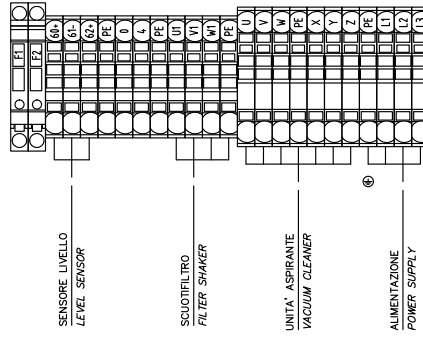 F1
F2
60+
61-
62+
PE
0
4
PE
U1
V1
W1
PE
U
V
W
PE
X
Y
Z
PE
L1
L2
L3
SENSORE LIVELLO
LEVEL SENSOR
SCUOTIFILTRO
FILTER SHAKER
UNITA' ASPIRANTE
VACUUM CLEANER
ALIMENTAZIONE
POWER SUPPLY